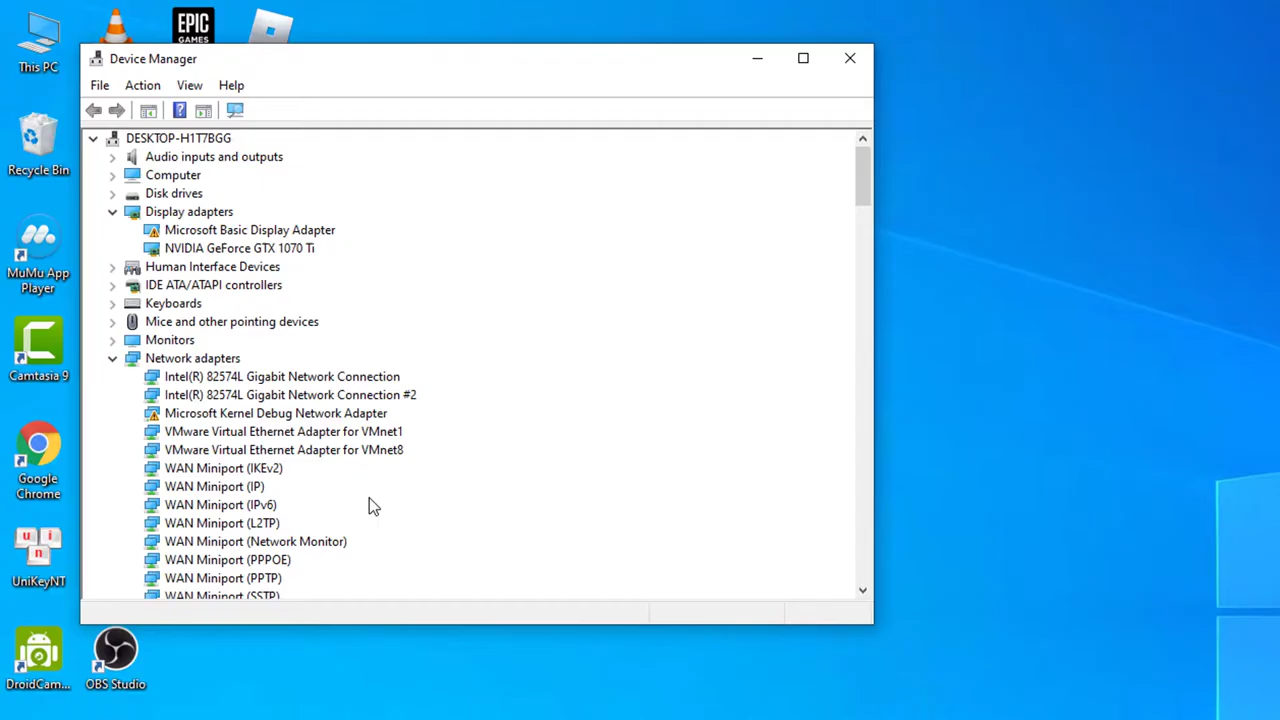 EPIC
GAMES
This PC
Recycle Bin
MuMu App
Player
Camtasia 9
Google
Chrome
u n i
UniKeyNT
DroidCam...
OBS Studio
Device Manager
File Action View Help
DESKTOP-H1T7BGG
Audio inputs and outputs
Computer
Disk drives
Display adapters
Microsoft Basic Display Adapter
NVIDIA GeForce GTX 1070 Ti
Human Interface Devices
IDE ATA/ATAPI controllers
Keyboards
Mice and other pointing devices
Monitors
Network adapters
Intel(R) 82574L Gigabit Network Connection
Intel(R) 82574L Gigabit Network Connection #2
Microsoft Kernel Debug Network Adapter
VMware Virtual Ethernet Adapter for VMnet1
VMware Virtual Ethernet Adapter for VMnet8
WAN Miniport (IKEv2)
WAN Miniport (IP)
WAN Miniport (IPv6)
WAN Miniport (L2TP)
WAN Miniport (Network Monitor)
WAN Miniport (PPPOE)
WAN Miniport (PPTP)
WAN Miniport (SSTP)